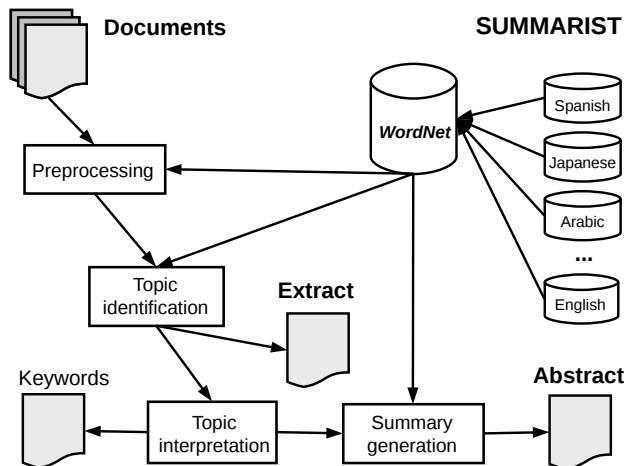 Documents
SUMMARIST
WordNet
Spanish
Japanese
Arabic
...
English
Preprocessing
Topic
identification
Extract
Keywords
Topic
interpretation
Summary
generation
Abstract